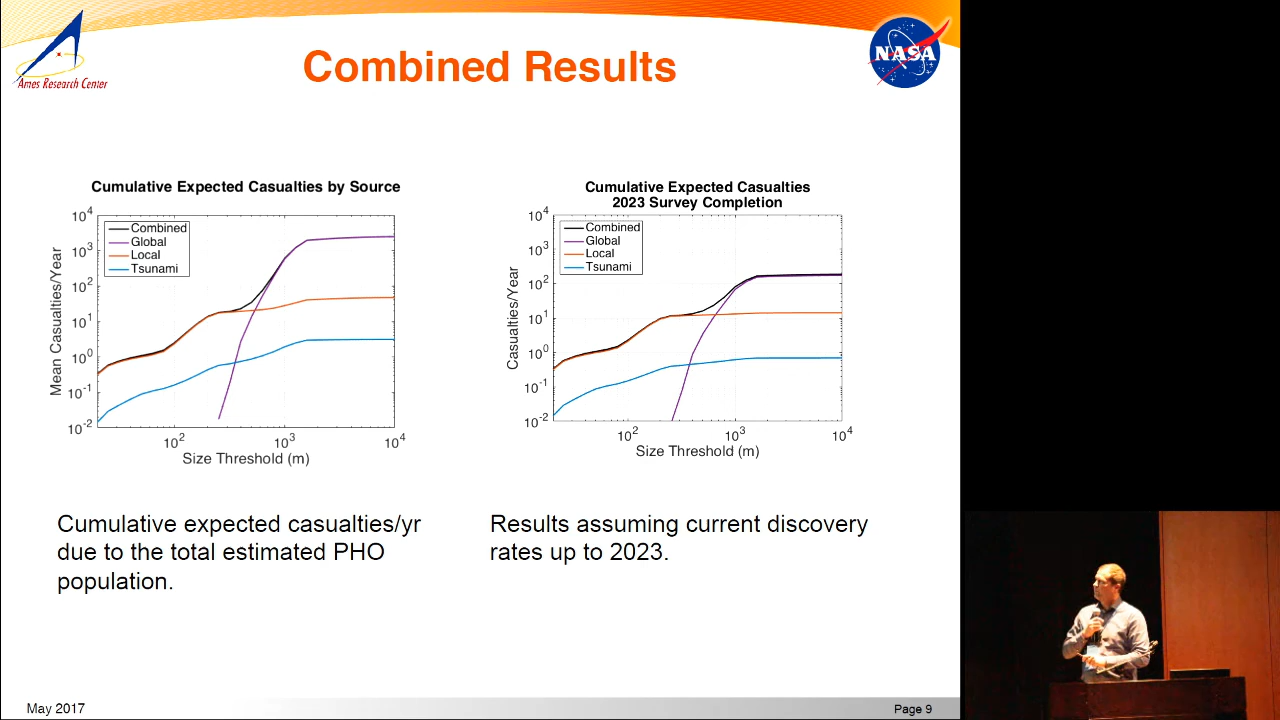 Combined Results
Ames Research Center
NASA
Cumulative Expected Casualties by Source
10^4
10^3
10^2
10^1
10^0
10^-1
10^-2
Mean Casualties/Year
Combined
Global
Local
Tsunami
10^2 10^3 10^4
Size Threshold (m)
Cumulative Expected Casualties
2023 Survey Completion
10^4
10^3
10^2
10^1
10^0
10^-1
10^-2
Casualties/Year
Combined
Global
Local
Tsunami
10^2 10^3 10^4
Size Threshold (m)
Cumulative expected casualties/yr
due to the total estimated PHO
population.
Results assuming current discovery
rates up to 2023.
May 2017
Page 9